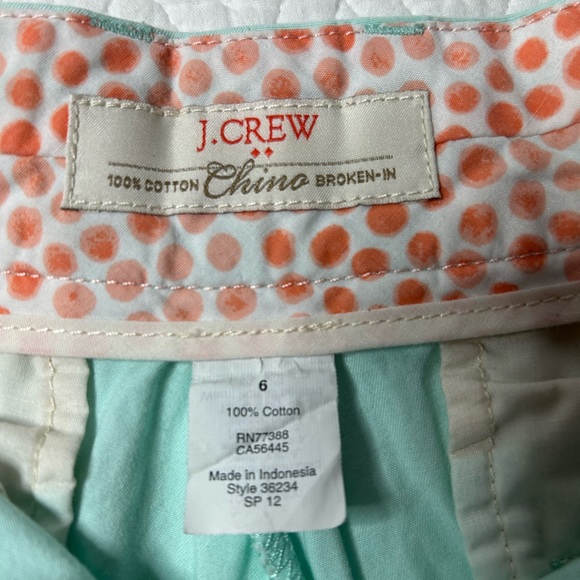 J.CREW
100% COTTON Chino BROKEN-IN
6
100% Cotton
RN77388
CA56445
Made in Indonesia
Style 36234
SP 12